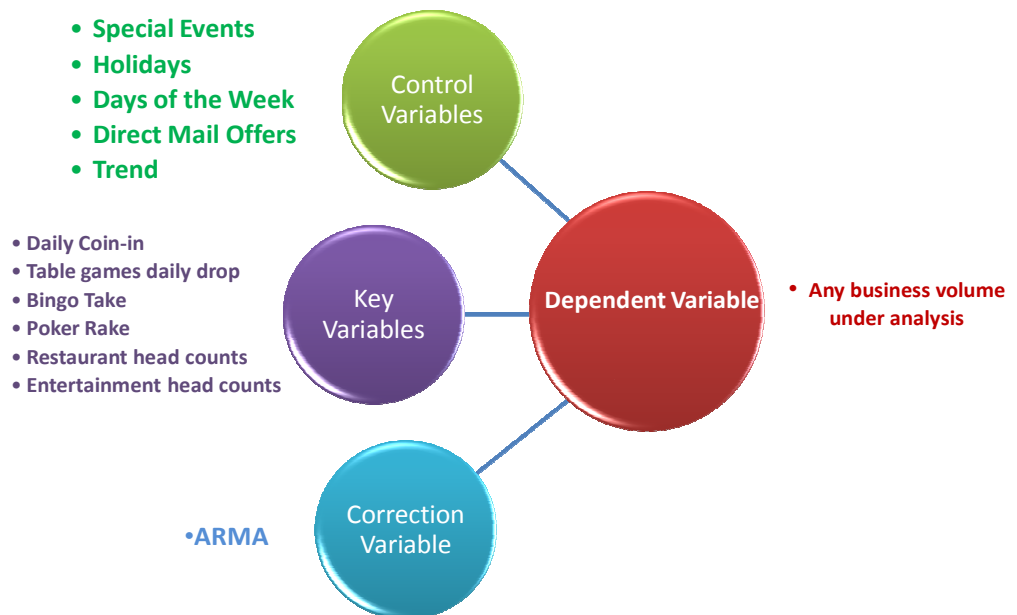 • Special Events
• Holidays
• Days of the Week
• Direct Mail Offers
• Trend
Control
Variables
• Daily Coin-in
• Table games daily drop
• Bingo Take
• Poker Rake
• Restaurant head counts
• Entertainment head counts
Key
Variables
Dependent Variable
• Any business volume
under analysis
•ARMA
Correction
Variable